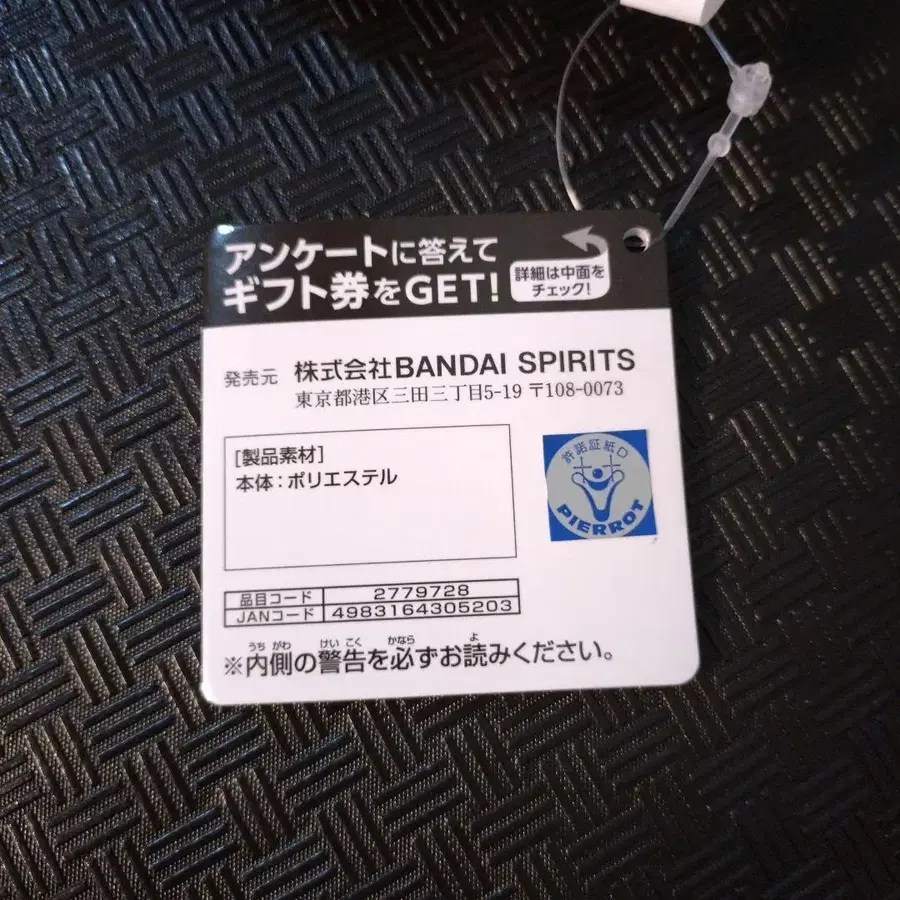 アンケートに答えて
ギフト券をGET!
詳細は中面を
チェック!
発売元 株式会社BANDAI SPIRITS
東京都港区三田三丁目5-19 〒108-0073
[製品素材]
本体:ポリエステル
許諾証紙D
PIERROT
品目コード 2779728
JANコード 4983164305203
うち がわ けい こく かなら よ
※内側の警告を必ずお読みください。